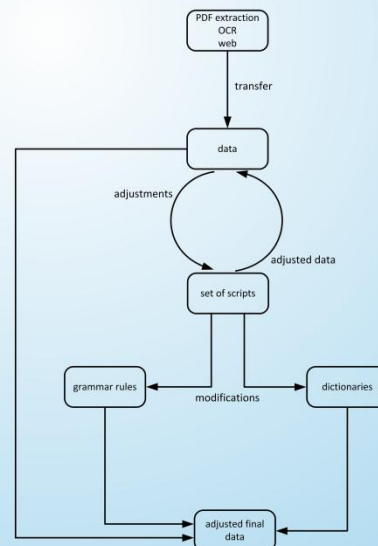 PDF extraction
OCR
web
transfer
data
adjustments
adjusted data
set of scripts
grammar rules
modifications
dictionaries
adjusted final
data